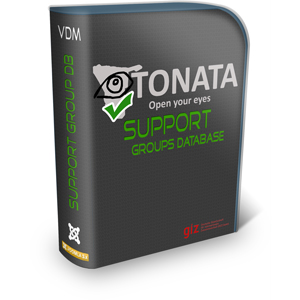 VDM
SUPPORT GROUP DB
TONATA
Open your eyes
SUPPORT
GROUPS DATABASE
giz